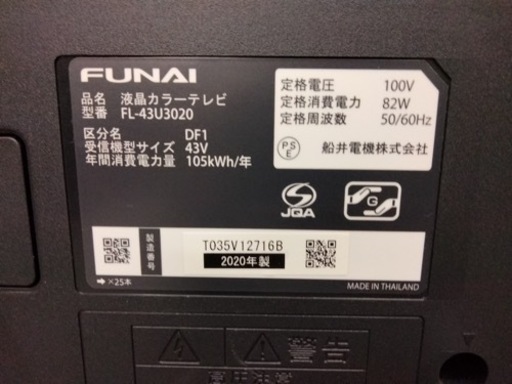 FUNAI
品名 液晶カラーテレビ
型番 FL-43U3020
区分名 DF1
受信機型サイズ 43V
年間消費電力量 105kWh/年
定格電圧 100V
定格消費電力 82W
定格周波数 50/60Hz
PSE 船井電機株式会社
JQA
G
製造番号
T035V12716B
2020年製
→×25本
MADE IN THAILAND
警告